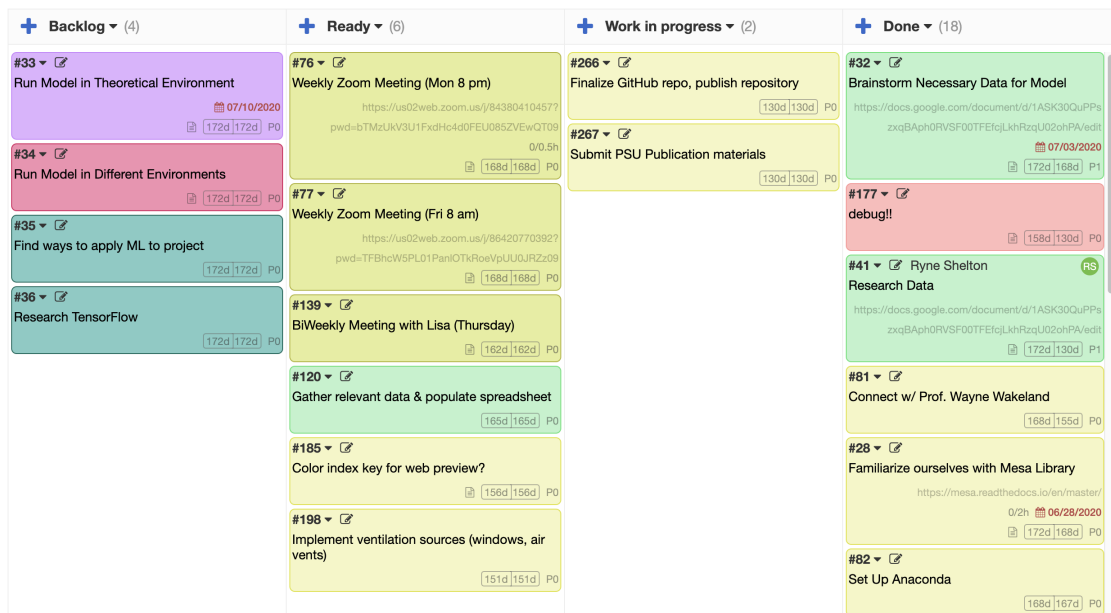 Backlog (4)
#33
Run Model in Theoretical Environment
07/10/2020
172d 172d P0
#34
Run Model in Different Environments
172d 172d P0
#35
Find ways to apply ML to project
172d 172d P0
#36
Research TensorFlow
172d 172d P0
Ready (6)
#76
Weekly Zoom Meeting (Mon 8 pm)
https://us02web.zoom.us/j/84380410457?
pwd=bTMzUkV3U1FxdHc4d0FEU085ZVEwQT09
0/0.5h
168d 168d P0
#77
Weekly Zoom Meeting (Fri 8 am)
https://us02web.zoom.us/j/86420770392?
pwd=TFBhcW5PL01PanlOTkRoeVpUU0JRZz09
168d 168d P0
#139
BiWeekly Meeting with Lisa (Thursday)
162d 162d P0
#120
Gather relevant data & populate spreadsheet
165d 165d P0
#185
Color index key for web preview?
156d 156d P0
#198
Implement ventilation sources (windows, air
vents)
151d 151d P0
Work in progress (2)
#266
Finalize GitHub repo, publish repository
130d 130d P0
#267
Submit PSU Publication materials
130d 130d P0
Done (18)
#32
Brainstorm Necessary Data for Model
https://docs.google.com/document/d/1ASK30QuPPs
zxqBAph0RVSF00TEfcjLkhRzqU02ohPA/edit
07/03/2020
172d 168d P1
#177
debug!!
158d 130d P0
#41 Ryne Shelton RS
Research Data
https://docs.google.com/document/d/1ASK30QuPPs
zxqBAph0RVSF00TEfcjLkhRzqU02ohPA/edit
172d 130d P1
#81
Connect w/ Prof. Wayne Wakeland
168d 155d P0
#28
Familiarize ourselves with Mesa Library
https://mesa.readthedocs.io/en/master/
0/2h 06/28/2020
172d 168d P0
#82
Set Up Anaconda
168d 167d P0